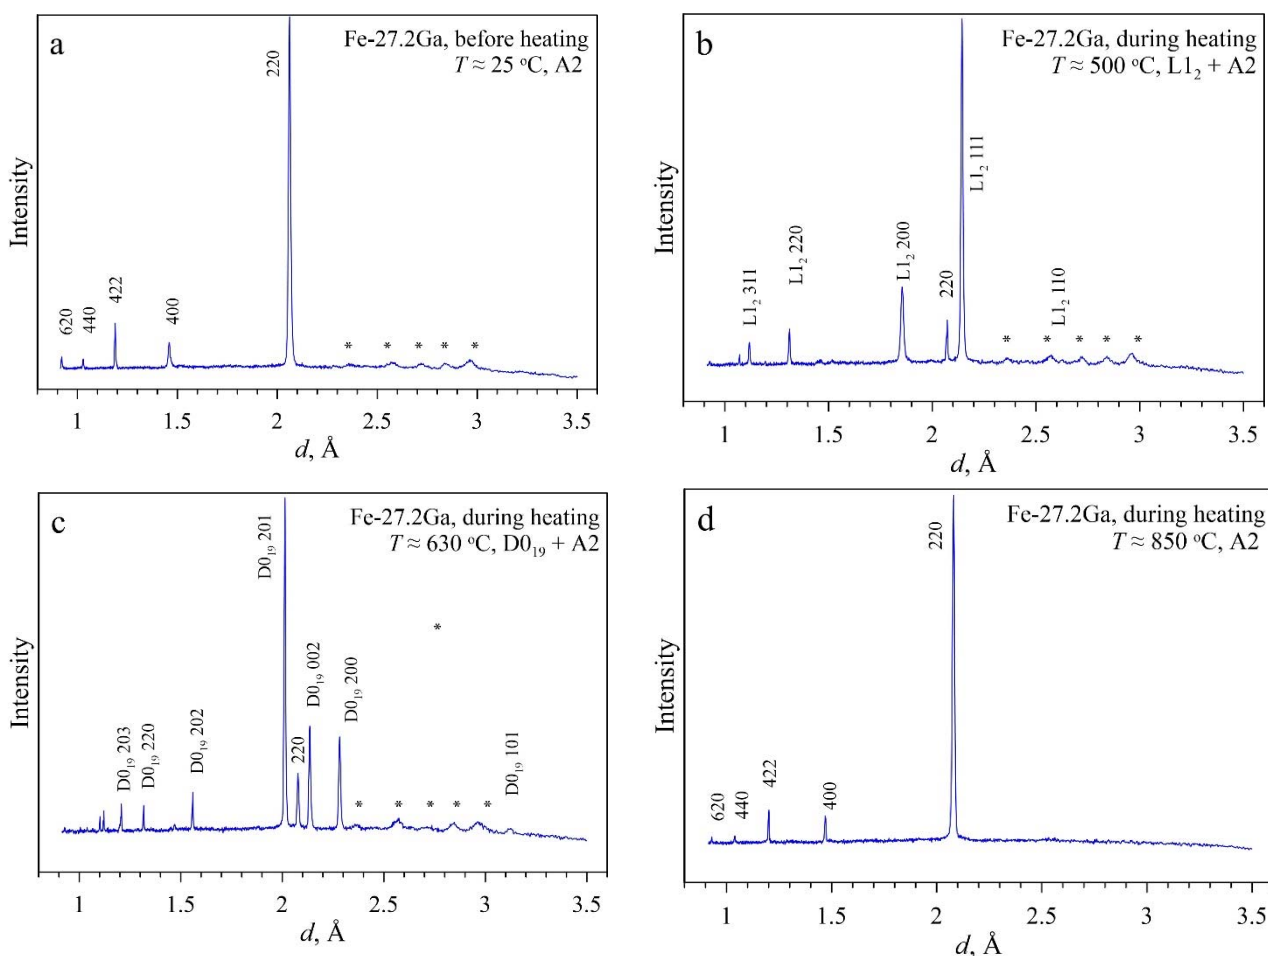 a
Fe-27.2Ga, before heating
T ≈ 25 °C, A2
220
422
400
620
440
* * * * *
Intensity
1 1.5 2 2.5 3 3.5
d, Å
b
Fe-27.2Ga, during heating
T ≈ 500 °C, L1₂ + A2
L1₂ 111
L1₂ 220
L1₂ 200
220
L1₂ 311
L1₂ 110
* * * * *
Intensity
1 1.5 2 2.5 3 3.5
d, Å
c
Fe-27.2Ga, during heating
T ≈ 630 °C, D0₁₉ + A2
D0₁₉ 201
*
D0₁₉ 002
D0₁₉ 200
220
D0₁₉ 203
D0₁₉ 220
D0₁₉ 202
D0₁₉ 101
* * * * *
Intensity
1 1.5 2 2.5 3 3.5
d, Å
d
Fe-27.2Ga, during heating
T ≈ 850 °C, A2
220
422
400
620
440
Intensity
1 1.5 2 2.5 3 3.5
d, Å